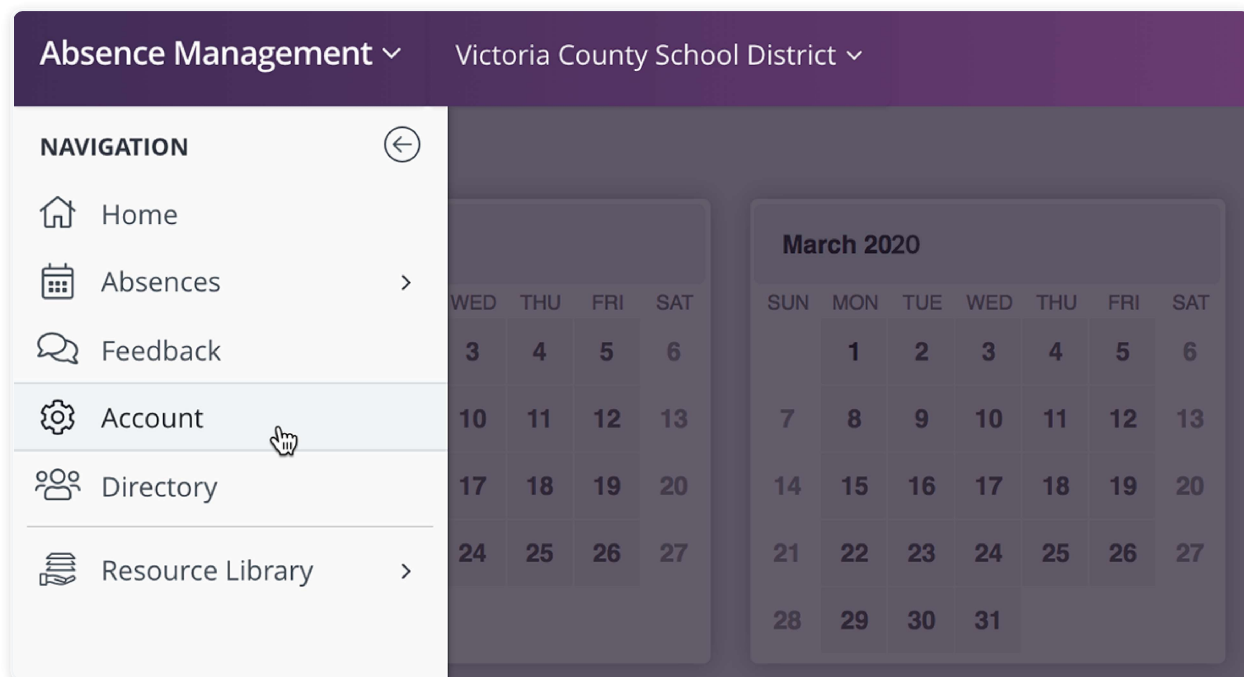 Absence Management
Victoria County School District
NAVIGATION
Home
Absences
Feedback
Account
Directory
Resource Library
WED THU FRI SAT
3 4 5 6
10 11 12 13
17 18 19 20
24 25 26 27
March 2020
SUN MON TUE WED THU FRI SAT
1 2 3 4 5 6
7 8 9 10 11 12 13
14 15 16 17 18 19 20
21 22 23 24 25 26 27
28 29 30 31